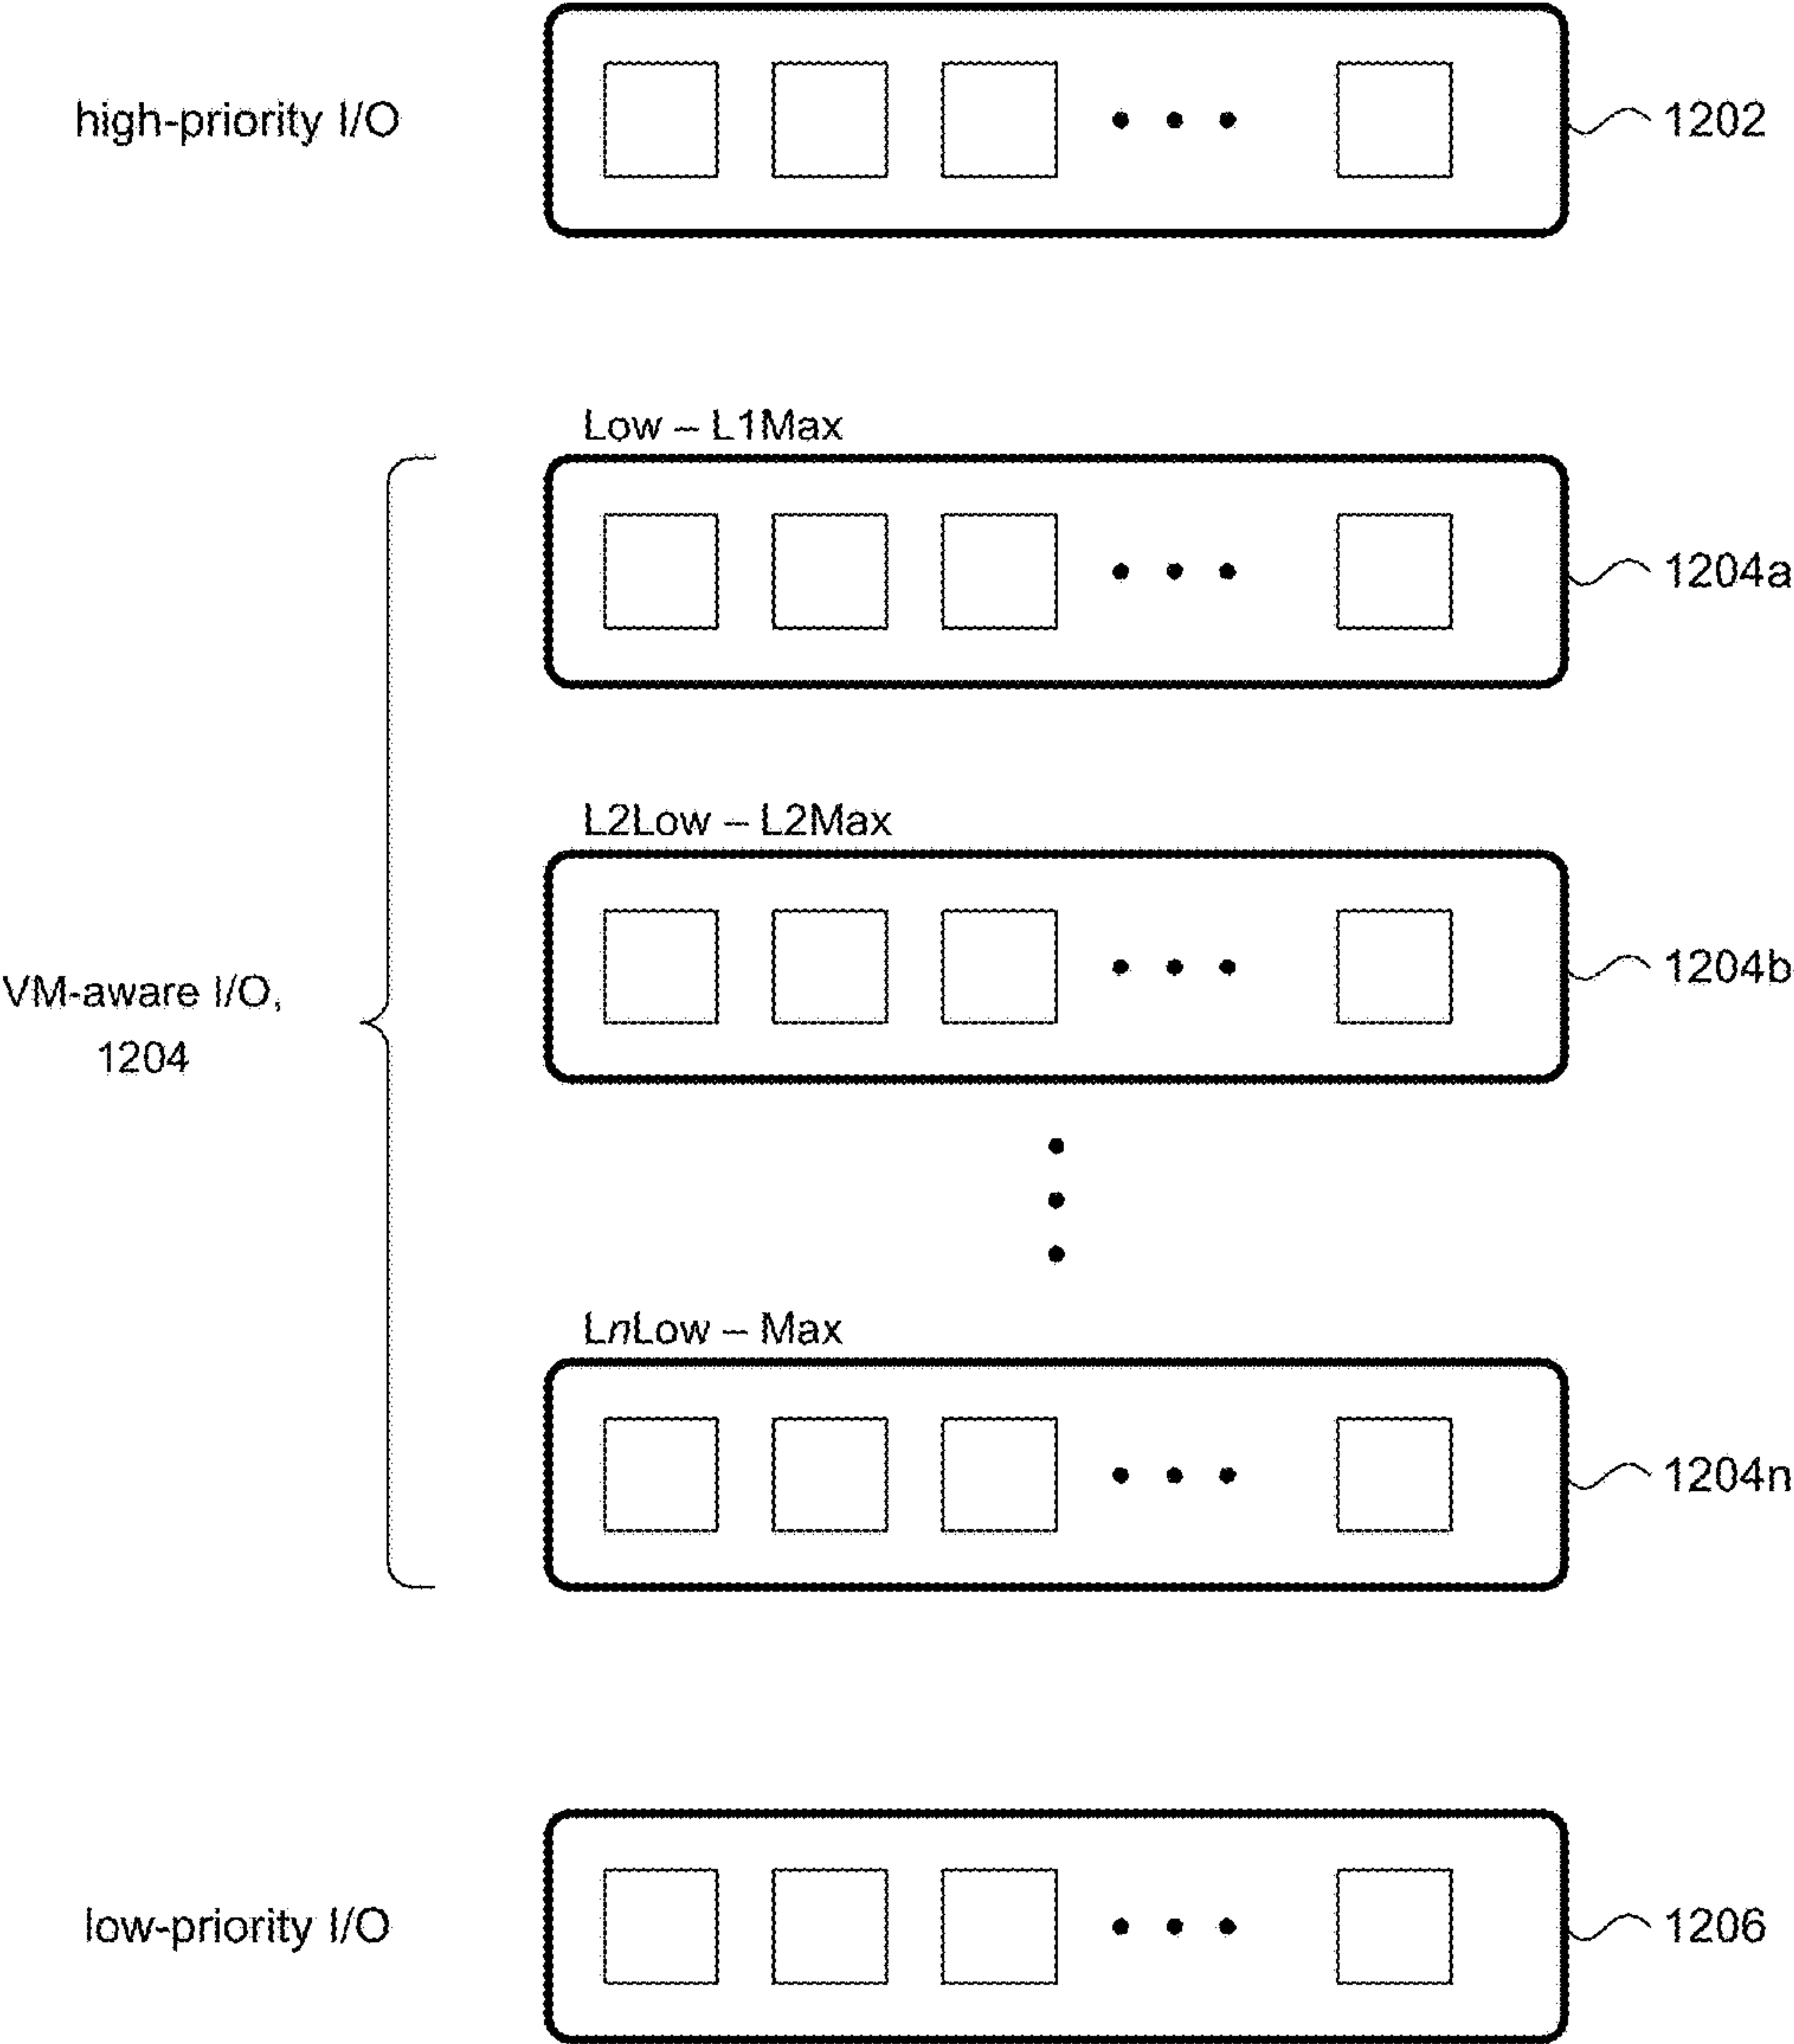 high-priority I/O
1202
Low – L1Max
1204a
L2Low – L2Max
1204b
VM-aware I/O,
1204
LnLow – Max
1204n
low-priority I/O
1206